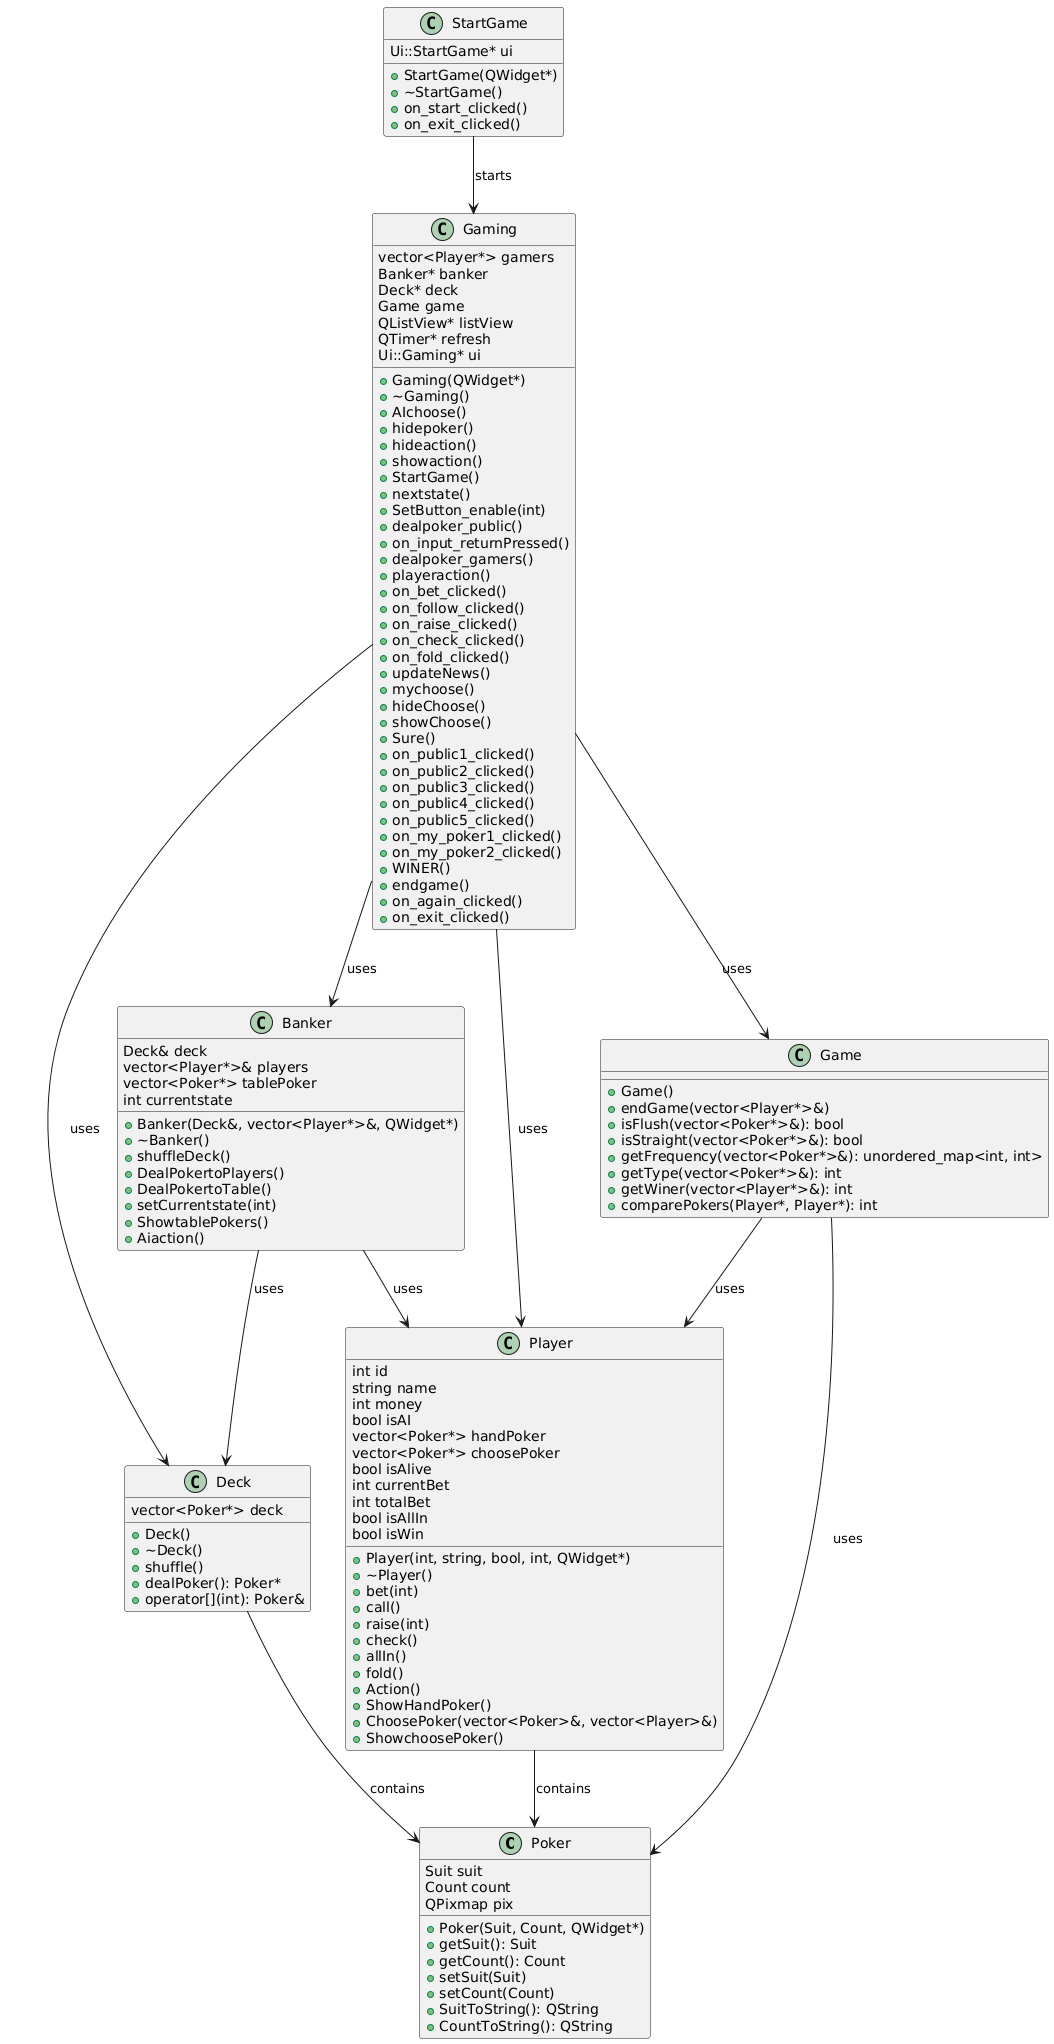 C StartGame
Ui::StartGame* ui
StartGame(QWidget*)
~StartGame()
on_start_clicked()
on_exit_clicked()
starts
C Gaming
vector<Player*> gamers
Banker* banker
Deck* deck
Game game
QListView* listView
QTimer* refresh
Ui::Gaming* ui
Gaming(QWidget*)
~Gaming()
AIchoose()
hidepoker()
hideaction()
showaction()
StartGame()
nextstate()
SetButton_enable(int)
dealpoker_public()
on_input_returnPressed()
dealpoker_gamers()
playeraction()
on_bet_clicked()
on_follow_clicked()
on_raise_clicked()
on_check_clicked()
on_fold_clicked()
updateNews()
mychoose()
hideChoose()
showChoose()
Sure()
on_public1_clicked()
on_public2_clicked()
on_public3_clicked()
on_public4_clicked()
on_public5_clicked()
on_my_poker1_clicked()
on_my_poker2_clicked()
WINER()
endgame()
on_again_clicked()
on_exit_clicked()
uses
uses
uses
uses
C Banker
Deck& deck
vector<Player*>& players
vector<Poker*> tablePoker
int currentstate
Banker(Deck&, vector<Player*>&, QWidget*)
~Banker()
shuffleDeck()
DealPokertoPlayers()
DealPokertoTable()
setCurrentstate(int)
ShowtablePokers()
Aiaction()
C Game
Game()
endGame(vector<Player*>&)
isFlush(vector<Poker*>&): bool
isStraight(vector<Poker*>&): bool
getFrequency(vector<Poker*>&): unordered_map<int, int>
getType(vector<Poker*>&): int
getWiner(vector<Player*>&): int
comparePokers(Player*, Player*): int
uses
uses
uses
uses
C Player
int id
string name
int money
bool isAI
vector<Poker*> handPoker
vector<Poker*> choosePoker
bool isAlive
int currentBet
int totalBet
bool isAllIn
bool isWin
Player(int, string, bool, int, QWidget*)
~Player()
bet(int)
call()
raise(int)
check()
allIn()
fold()
Action()
ShowHandPoker()
ChoosePoker(vector<Poker>&, vector<Player>&)
ShowchoosePoker()
C Deck
vector<Poker*> deck
Deck()
~Deck()
shuffle()
dealPoker(): Poker*
operator[](int): Poker&
contains
contains
C Poker
Suit suit
Count count
QPixmap pix
Poker(Suit, Count, QWidget*)
getSuit(): Suit
getCount(): Count
setSuit(Suit)
setCount(Count)
SuitToString(): QString
CountToString(): QString